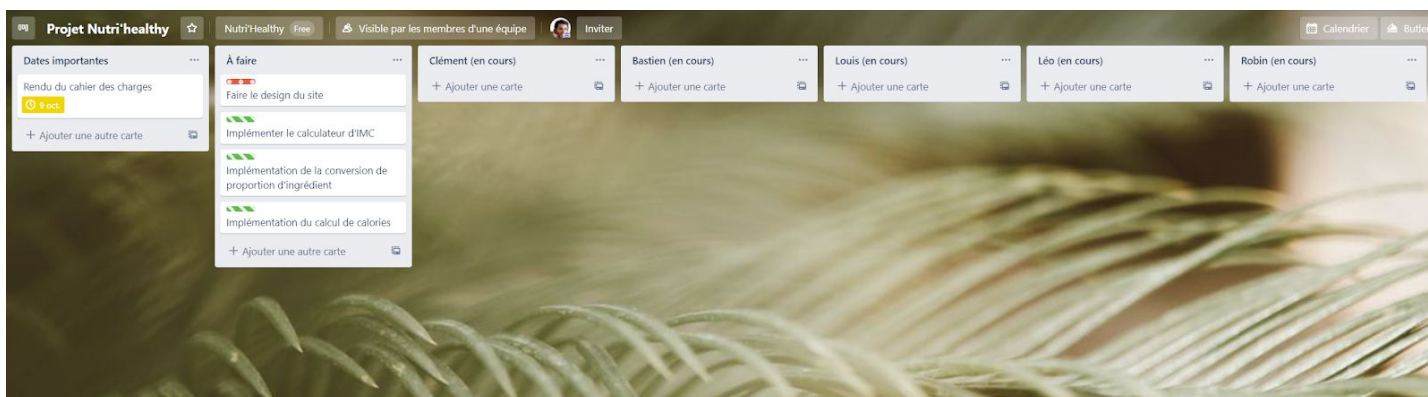 Projet Nutri'healthy
Nutri'Healthy Free
Visible par les membres d'une équipe
Inviter
Calendrier
Butler
Dates importantes
Rendu du cahier des charges
9 oct.
+ Ajouter une autre carte
À faire
Faire le design du site
Implémenter le calculateur d'IMC
Implémentation de la conversion de
proportion d'ingrédient
Implémentation du calcul de calories
+ Ajouter une autre carte
Clément (en cours)
+ Ajouter une carte
Bastien (en cours)
+ Ajouter une carte
Louis (en cours)
+ Ajouter une carte
Léo (en cours)
+ Ajouter une carte
Robin (en cours)
+ Ajouter une carte